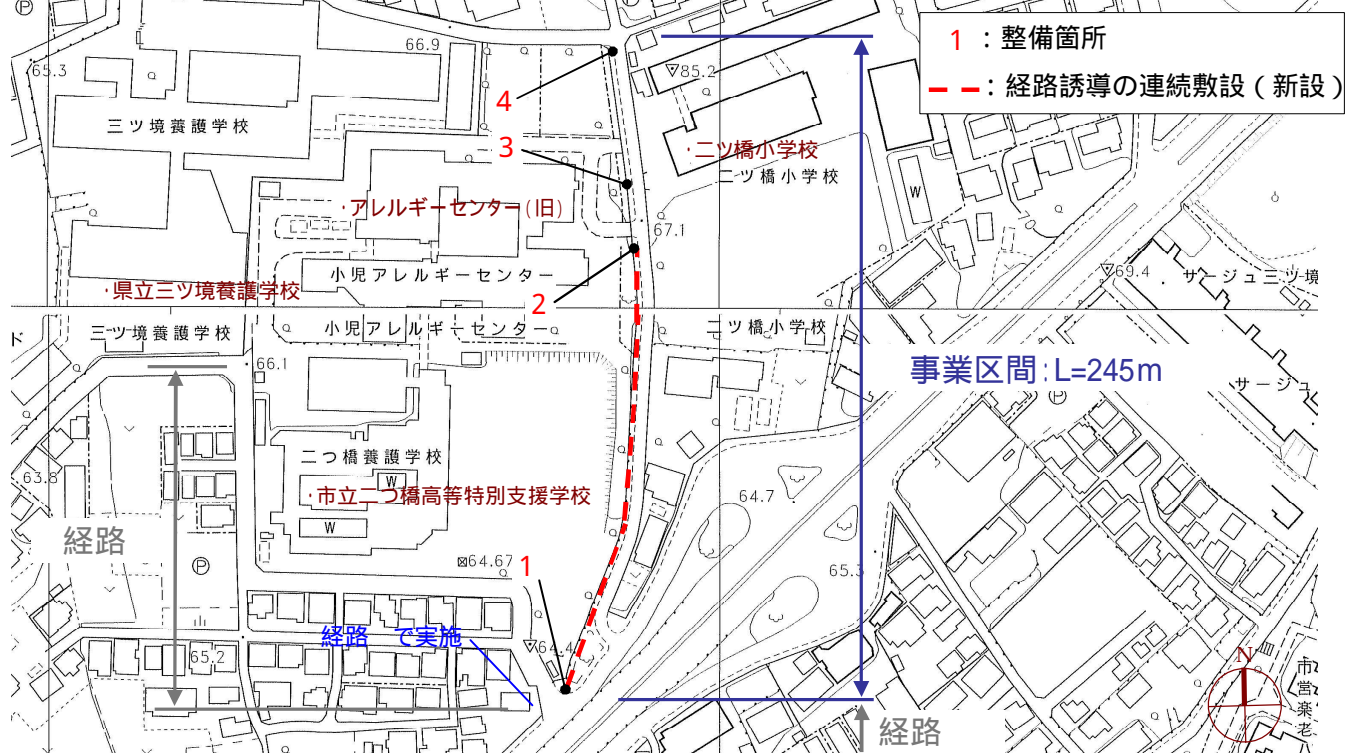 Ⓟ
Ⓟ
1 ：整備箇所
：経路誘導の連続敷設（新設）
66.9
65.3
85.2
4
三ツ境養護学校
3
・二ツ橋小学校
二ツ橋小学校
W
・アレルギーセンター(旧)
67.1
小児アレルギーセンター
69.4
サージュ三ツ境
・県立三ツ境養護学校
2
三ツ境養護学校
小児アレルギーセンター
二ツ橋小学校
ド
66.1
事業区間:L=245m
サージュ
Ⓟ
二つ橋養護学校
63.8
W
・市立二つ橋高等特別支援学校
64.7
W
経路
Ⓟ
64.67
1
65.3
経路　で実施
64.4
65.2
N
市営楽老ハ
経路